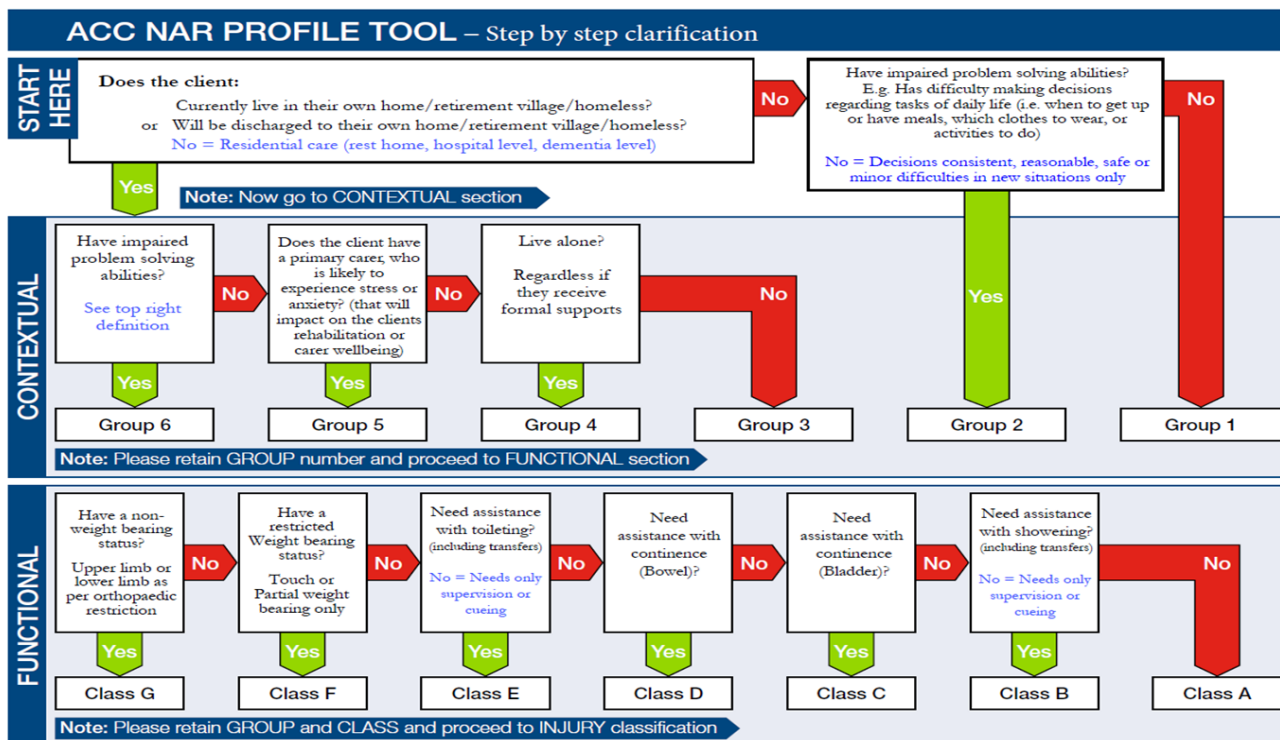 ACC NAR PROFILE TOOL – Step by step clarification
START
HERE
Does the client:
Currently live in their own home/retirement village/homeless?
or Will be discharged to their own home/retirement village/homeless?
No = Residential care (rest home, hospital level, dementia level)
No
Have impaired problem solving abilities?
E.g. Has difficulty making decisions
regarding tasks of daily life (i.e. when to get up
or have meals, which clothes to wear, or
activities to do)
No = Decisions consistent, reasonable, safe or
minor difficulties in new situations only
No
Yes
Note: Now go to CONTEXTUAL section
CONTEXTUAL
Have impaired
problem solving
abilities?
See top right
definition
No
Does the client have
a primary carer, who
is likely to
experience stress or
anxiety? (that will
impact on the clients
rehabilitation or
carer wellbeing)
No
Live alone?
Regardless if
they receive
formal supports
No
Yes
Yes
Yes
Yes
Group 6
Group 5
Group 4
Group 3
Group 2
Group 1
Note: Please retain GROUP number and proceed to FUNCTIONAL section
FUNCTIONAL
Have a non-
weight bearing
status?
Upper limb or
lower limb as
per orthopaedic
restriction
No
Have a
restricted
Weight bearing
status?
Touch or
Partial weight
bearing only
No
Need assistance
with toileting?
(including transfers)
No = Needs only
supervision or
cueing
No
Need
assistance with
continence
(Bowel)?
No
Need
assistance with
continence
(Bladder)?
No
Need assistance
with showering?
(including transfers)
No = Needs only
supervision or
cueing
No
Yes
Yes
Yes
Yes
Yes
Yes
Class G
Class F
Class E
Class D
Class C
Class B
Class A
Note: Please retain GROUP and CLASS and proceed to INJURY classification